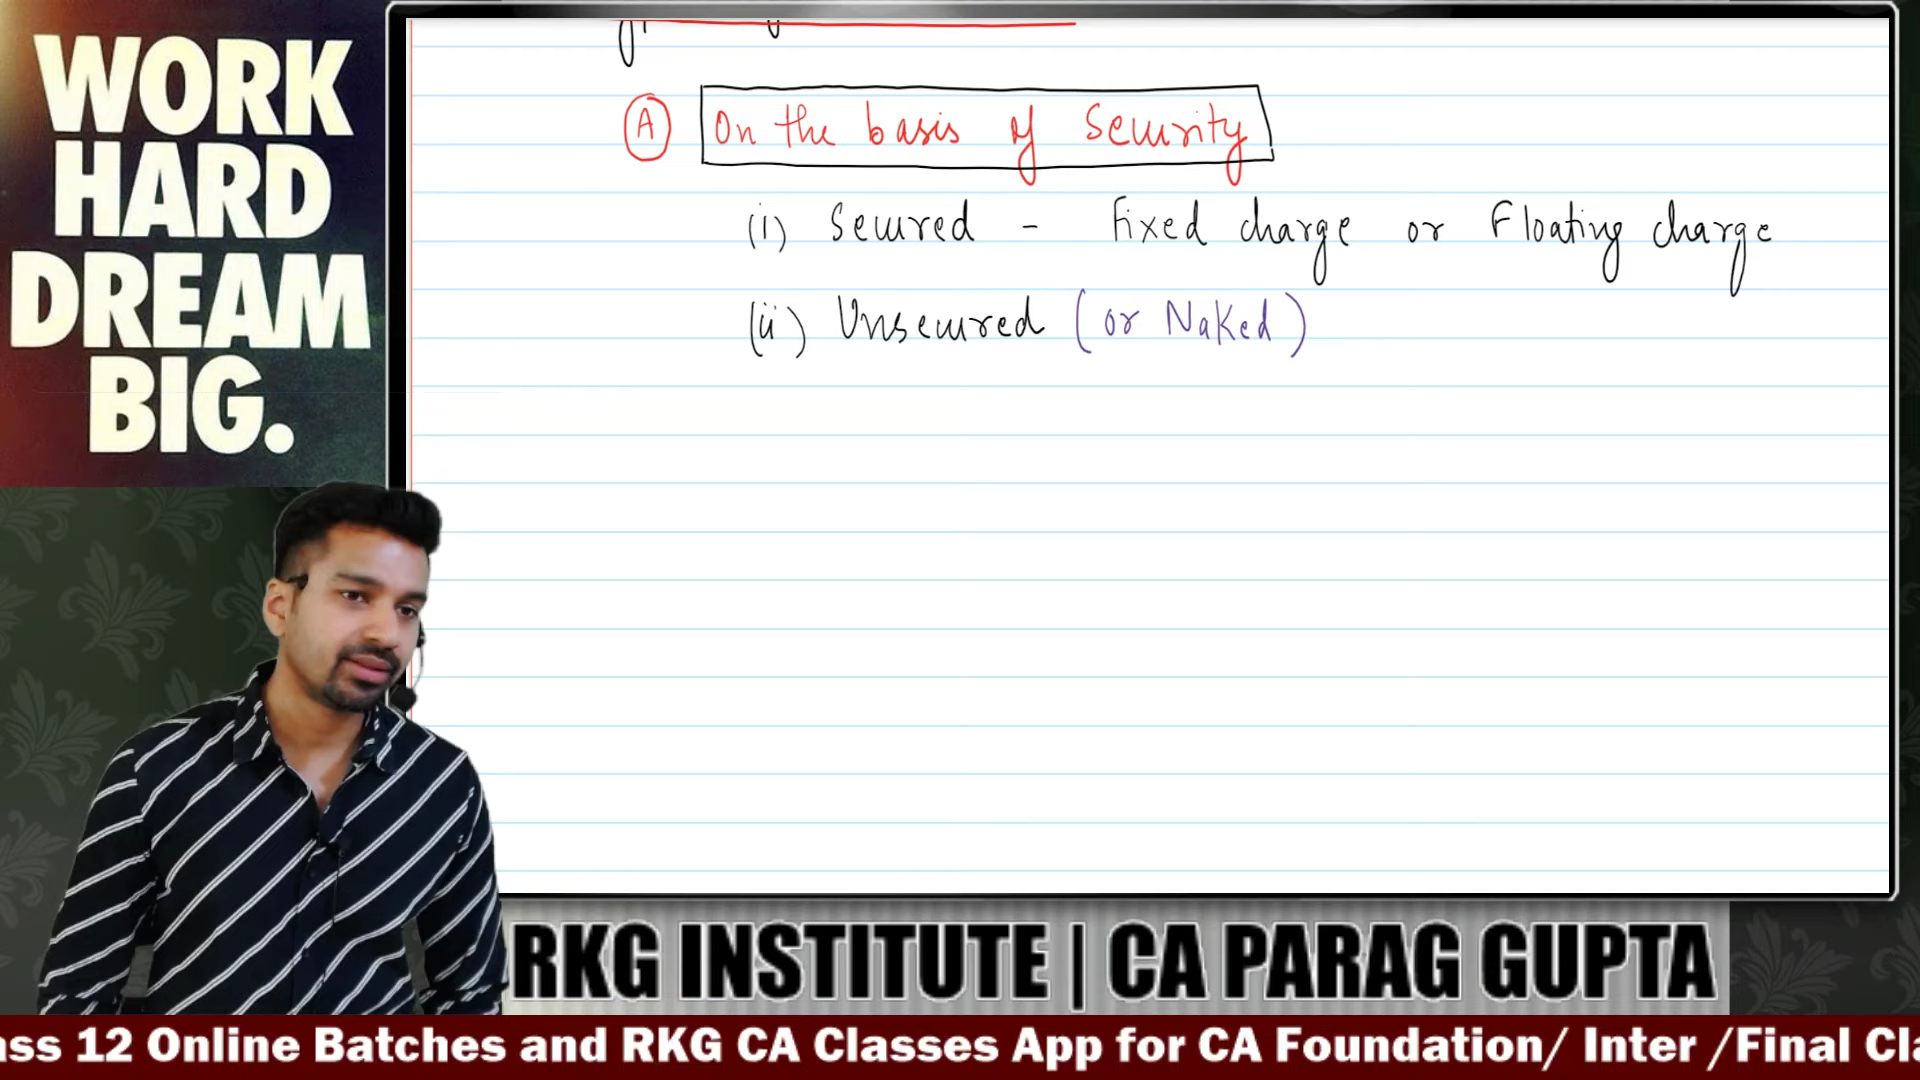 WORK
HARD
DREAM
BIG.
A On the basis of Security
(i) Secured - Fixed charge or Floating charge
(ii) Unsecured (or Naked)
RKG INSTITUTE | CA PARAG GUPTA
ass 12 Online Batches and RKG CA Classes App for CA Foundation/ Inter /Final Cla